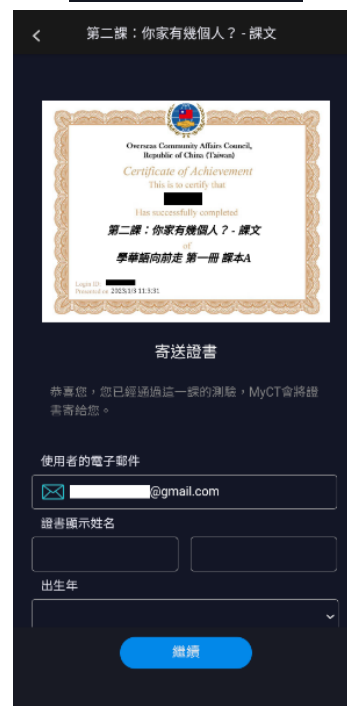 第二課：你家有幾個人？ - 課文
Overseas Community Affairs Council,
Republic of China (Taiwan)
Certificate of Achievement
This is to certify that
Has successfully completed
第二課：你家有幾個人？ - 課文
of
學華語向前走 第一冊 課本A
Login ID:
Presented on 2023/1/3 11:3:31
寄送證書
恭喜您，您已經通過這一課的測驗，MyCT會將證
書寄給您。
使用者的電子郵件
@gmail.com
證書顯示姓名
出生年
繼續